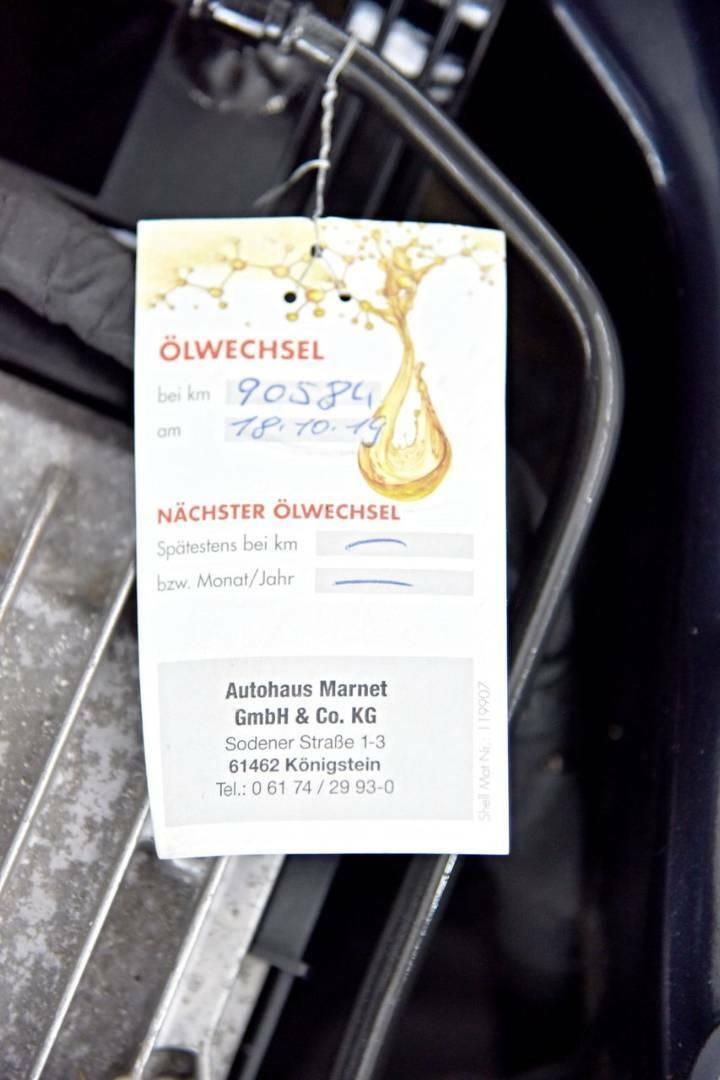 ÖLWECHSEL
bei km 90584
am 18.10.19
NÄCHSTER ÖLWECHSEL
Spätestens bei km —
bzw. Monat/Jahr —
Autohaus Marnet
GmbH & Co. KG
Sodener Straße 1-3
61462 Königstein
Tel.: 0 61 74 / 29 93-0
Shell Mat Nr.: 119907